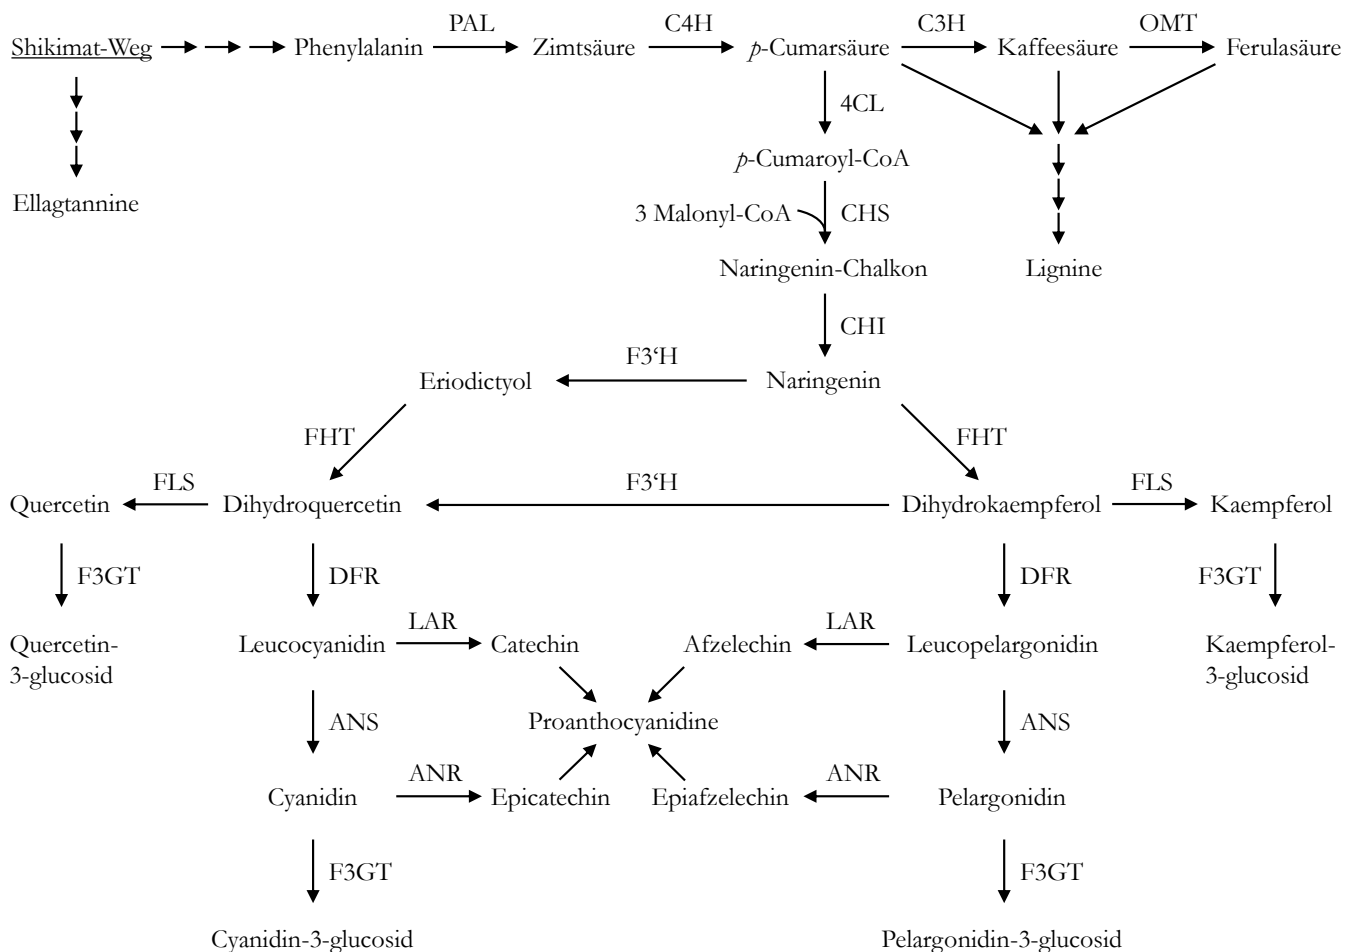 PAL C4H C3H OMT
Shikimat-Weg Phenylalanin Zimtsäure p-Cumarsäure Kaffeesäure Ferulasäure
4CL
p-Cumaroyl-CoA
Ellagtannine
3 Malonyl-CoA CHS
Naringenin-Chalkon Lignine
CHI
F3‘H
Eriodictyol Naringenin
FHT FHT
FLS F3‘H FLS
Quercetin Dihydroquercetin Dihydrokaempferol Kaempferol
F3GT DFR DFR F3GT
LAR LAR
Quercetin- Leucocyanidin Catechin Afzelechin Leucopelargonidin Kaempferol-
3-glucosid 3-glucosid
Proanthocyanidine
ANS ANS
ANR ANR
Cyanidin Epicatechin Epiafzelechin Pelargonidin
F3GT F3GT
Cyanidin-3-glucosid Pelargonidin-3-glucosid